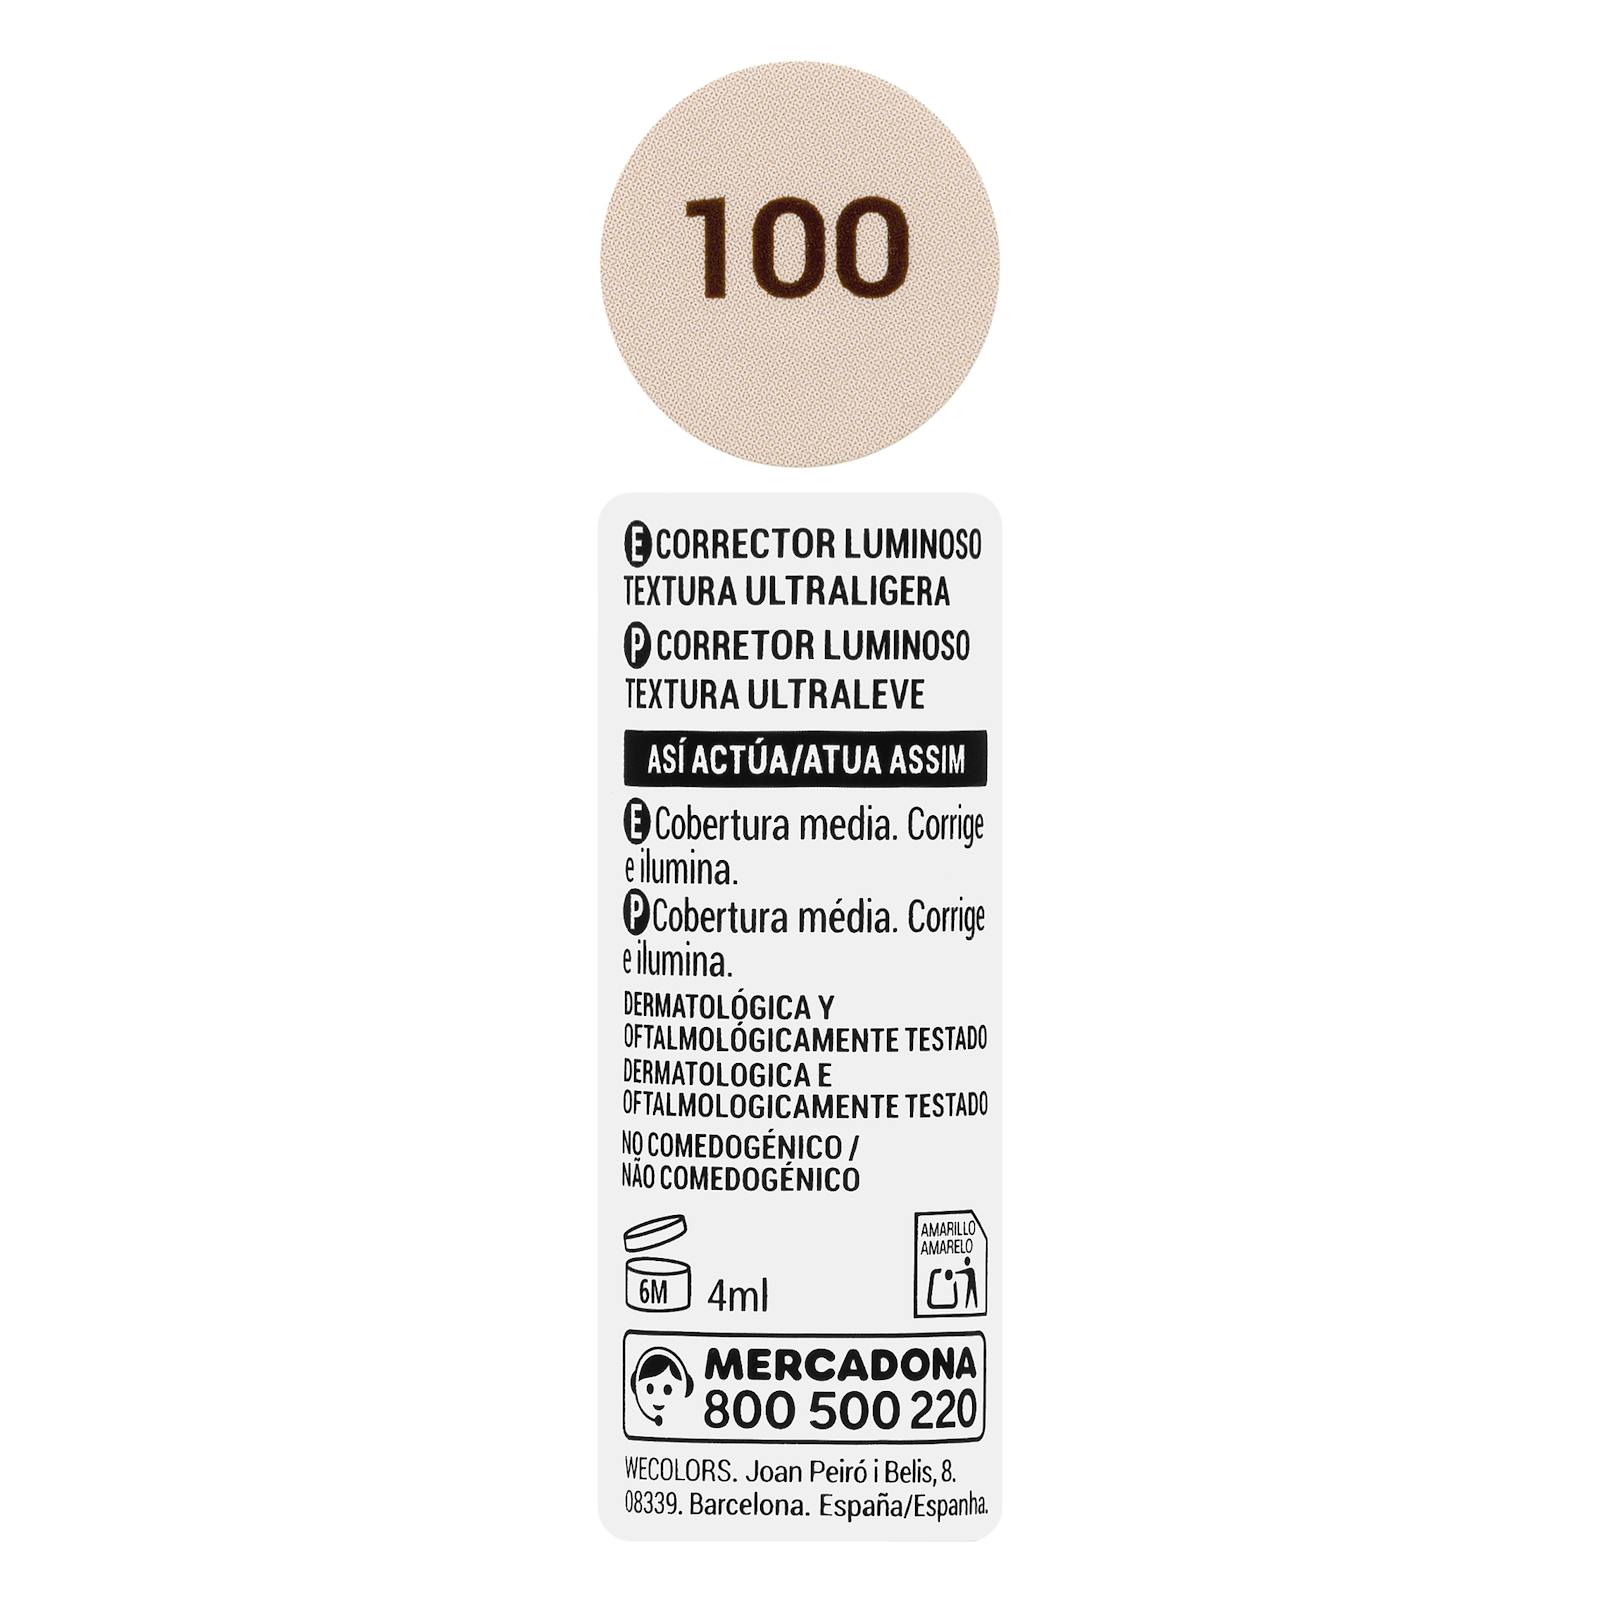 100
E CORRECTOR LUMINOSO
TEXTURA ULTRALIGERA
P CORRETOR LUMINOSO
TEXTURA ULTRALEVE
ASÍ ACTÚA/ATUA ASSIM
E Cobertura media. Corrige
e ilumina.
P Cobertura média. Corrige
e ilumina.
DERMATOLÓGICA Y
OFTALMOLÓGICAMENTE TESTADO
DERMATOLOGICA E
OFTALMOLOGICAMENTE TESTADO
NO COMEDOGÉNICO /
NÃO COMEDOGÉNICO
AMARILLO
AMARELO
6M 4ml
MERCADONA
800 500 220
WECOLORS. Joan Peiró i Belis, 8.
08339. Barcelona. España/Espanha.